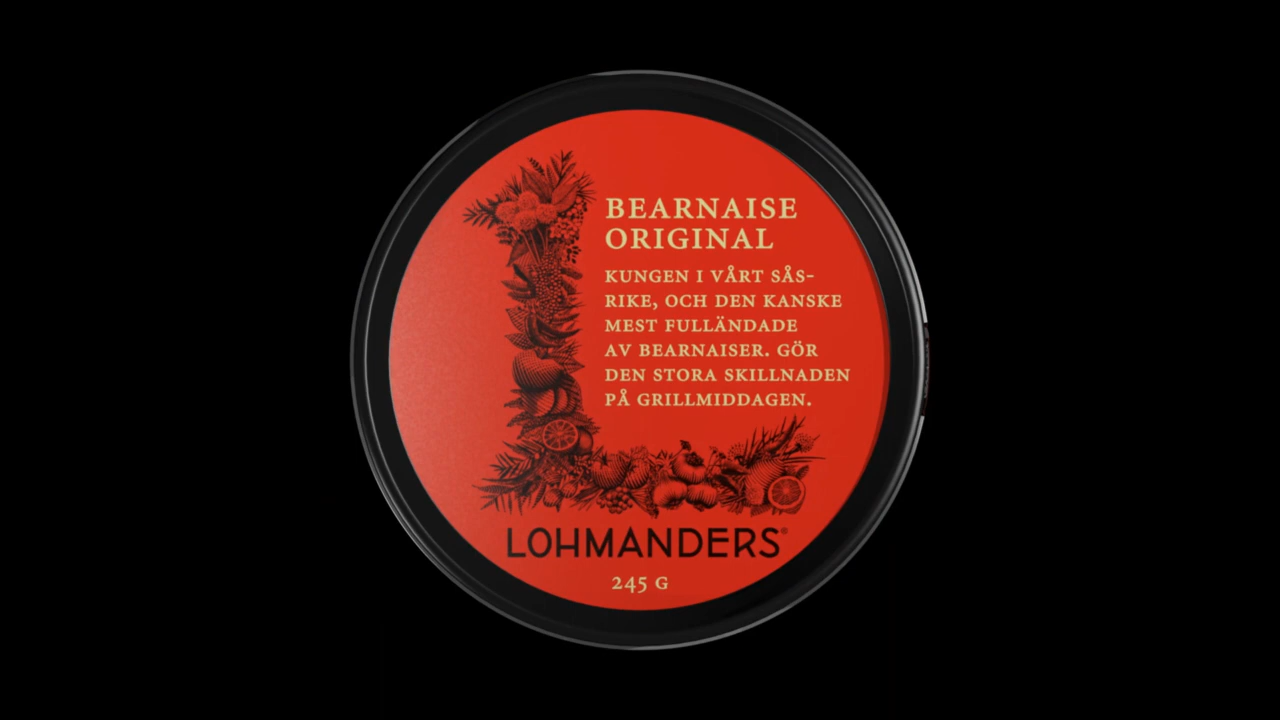 BEARNAISE
ORIGINAL
KUNGEN I VÅRT SÅS-
RIKE, OCH DEN KANSKE
MEST FULLÄNDADE
AV BEARNAISER. GÖR
DEN STORA SKILLNADEN
PÅ GRILLMIDDAGEN.
LOHMANDERS®
245 G